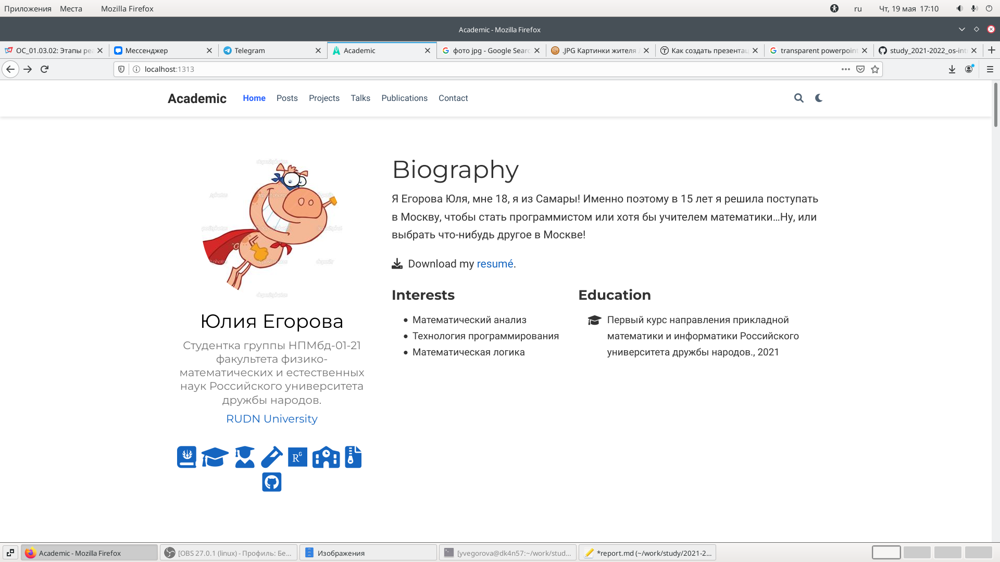 Приложения Места Mozilla Firefox ru Чт, 19 мая 17:10
Academic - Mozilla Firefox
ОС_01.03.02: Этапы реа Мессенджер Telegram Academic фото jpg - Google Searc .JPG Картинки жителя Как создать презентац transparent powerpoint study_2021-2022_os-int
localhost:1313
Academic Home Posts Projects Talks Publications Contact
Biography
Я Егорова Юля, мне 18, я из Самары! Именно поэтому в 15 лет я решила поступать
в Москву, чтобы стать программистом или хотя бы учителем математики...Ну, или
выбрать что-нибудь другое в Москве!
Download my resumé.
Interests
Математический анализ
Технология программирования
Математическая логика
Education
Первый курс направления прикладной
математики и информатики Российского
университета дружбы народов., 2021
depositphotos
Юлия Егорова
Студентка группы НПМбд-01-21
факультета физико-
математических и естественных
наук Российского университета
дружбы народов.
RUDN University
Academic - Mozilla Firefox [OBS 27.0.1 (linux) - Профиль: Бе... Изображения [yvegorova@dk4n57:~/work/stud... *report.md (~/work/study/2021-2...